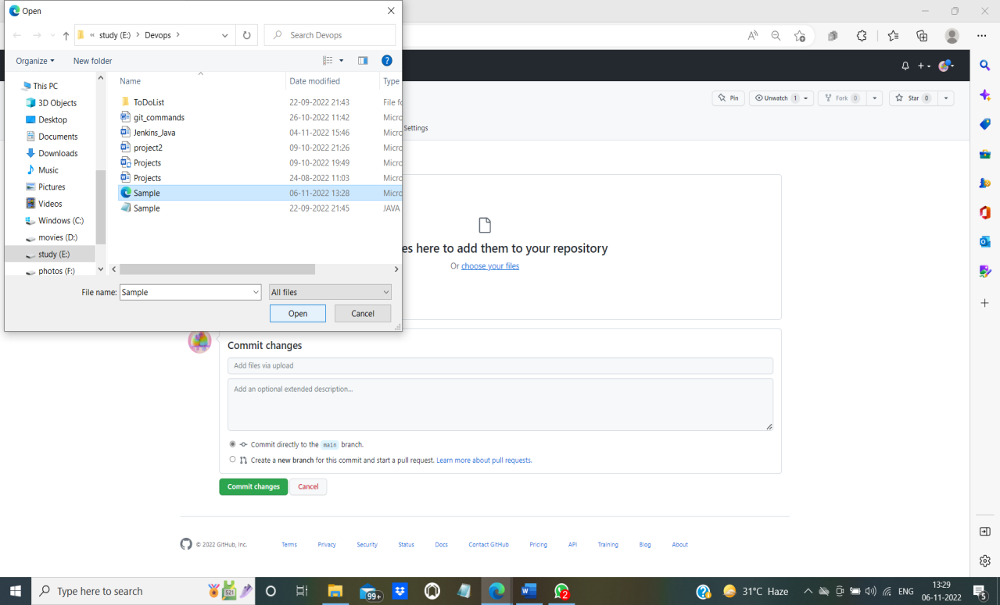 Open
« study (E:) > Devops >
Search Devops
Organize
New folder
Name
Date modified
Type
This PC
3D Objects
Desktop
Documents
Downloads
Music
Pictures
Videos
Windows (C:)
movies (D:)
study (E:)
photos (F:)
ToDoList 22-09-2022 21:43 File fo
git_commands 26-10-2022 11:42 Micro
Jenkins_Java 04-11-2022 15:46 Micro
project2 09-10-2022 21:26 Micro
Projects 09-10-2022 19:49 Micro
Projects 24-08-2022 11:03 Micro
Sample 06-11-2022 13:28 Micro
Sample 22-09-2022 21:45 JAVA
File name: Sample
All files
Open
Cancel
Pin
Unwatch 1
Fork 0
Star 0
Settings
es here to add them to your repository
Or choose your files
Commit changes
Add files via upload
Add an optional extended description...
Commit directly to the main branch.
Create a new branch for this commit and start a pull request. Learn more about pull requests.
Commit changes
Cancel
© 2022 GitHub, Inc.
Terms
Privacy
Security
Status
Docs
Contact GitHub
Pricing
API
Training
Blog
About
Type here to search
521
99+
2
31°C Haze
ENG
13:29
06-11-2022
5